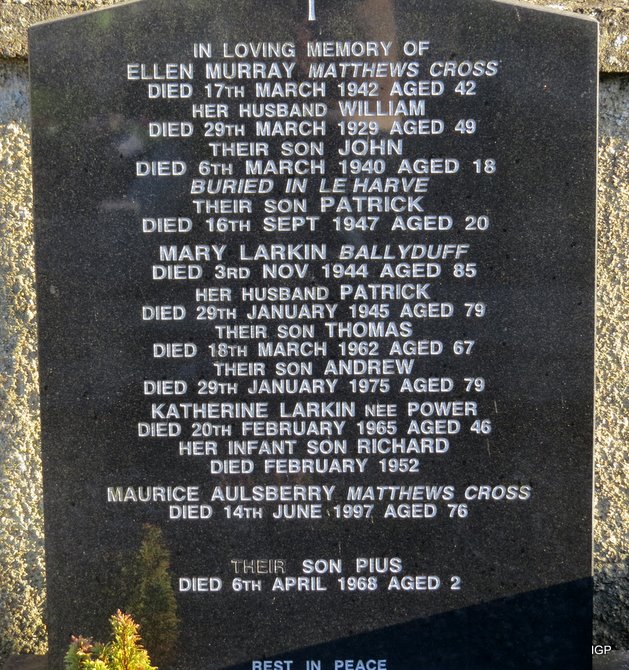 IN LOVING MEMORY OF
ELLEN MURRAY MATTHEWS CROSS
DIED 17TH MARCH 1942 AGED 42
HER HUSBAND WILLIAM
DIED 29TH MARCH 1929 AGED 49
THEIR SON JOHN
DIED 6TH MARCH 1940 AGED 18
BURIED IN LE HARVE
THEIR SON PATRICK
DIED 16TH SEPT 1947 AGED 20
MARY LARKIN BALLYDUFF
DIED 3RD NOV 1944 AGED 85
HER HUSBAND PATRICK
DIED 29TH JANUARY 1945 AGED 79
THEIR SON THOMAS
DIED 18TH MARCH 1962 AGED 67
THEIR SON ANDREW
DIED 29TH JANUARY 1975 AGED 79
KATHERINE LARKIN NEE POWER
DIED 20TH FEBRUARY 1965 AGED 46
HER INFANT SON RICHARD
DIED FEBRUARY 1952
MAURICE AULSBERRY MATTHEWS CROSS
DIED 14TH JUNE 1997 AGED 76
THEIR SON PIUS
DIED 6TH APRIL 1968 AGED 2
REST IN PEACE
IGP